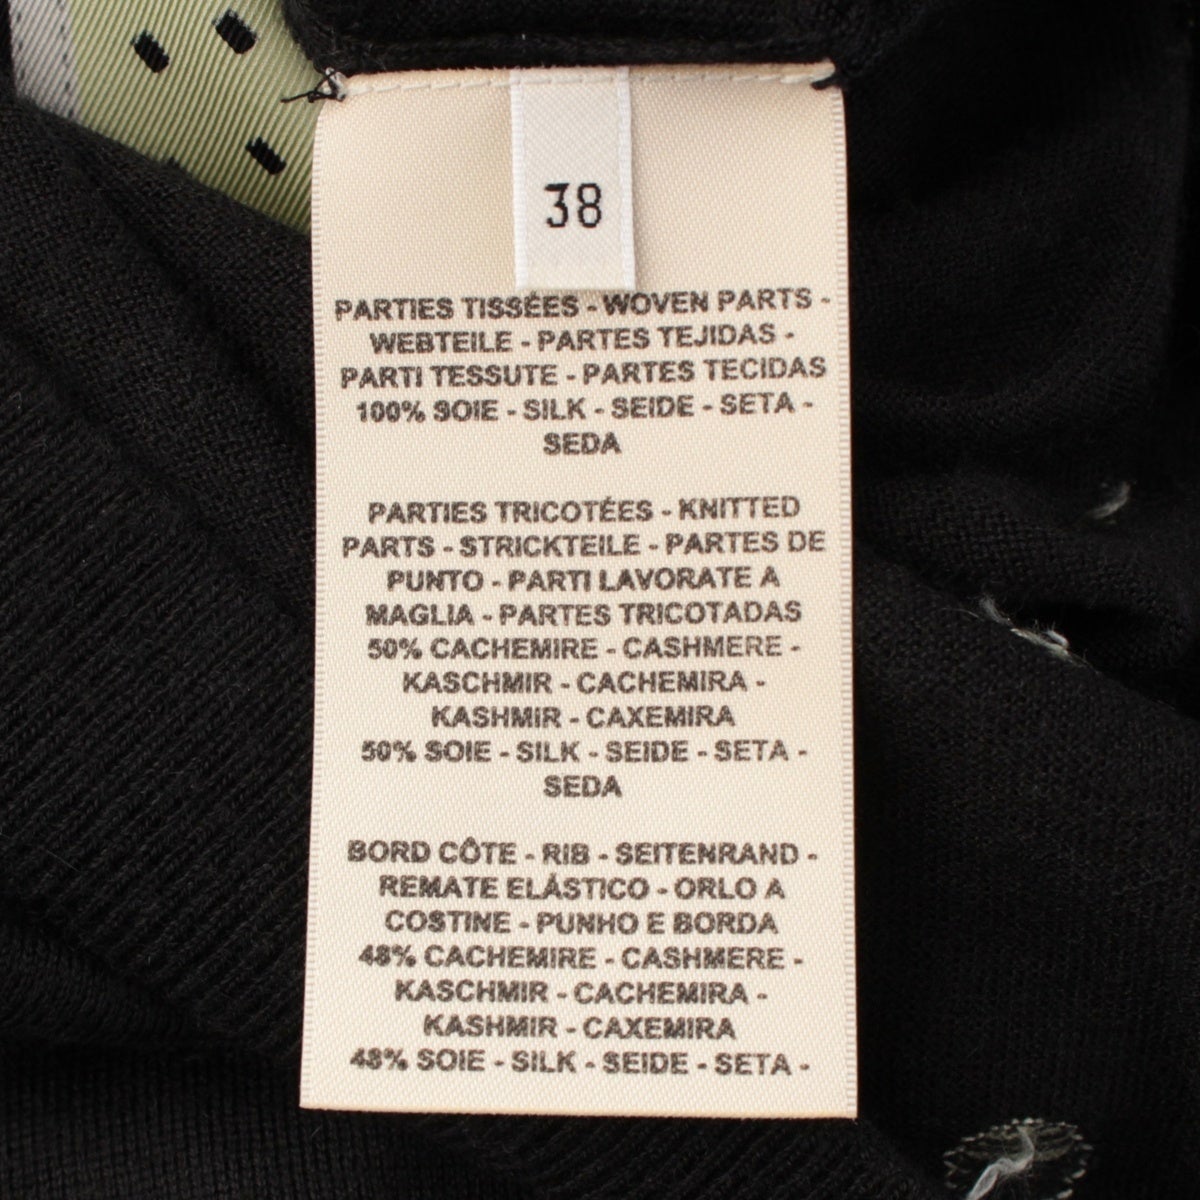 38
PARTIES TISSÉES - WOVEN PARTS -
WEBTEILE - PARTES TEJIDAS -
PARTI TESSUTE - PARTES TECIDAS
100% SOIE - SILK - SEIDE - SETA -
SEDA
PARTIES TRICOTÉES - KNITTED
PARTS - STRICKTEILE - PARTES DE
PUNTO - PARTI LAVORATE A
MAGLIA - PARTES TRICOTADAS
50% CACHEMIRE - CASHMERE -
KASCHMIR - CACHEMIRA -
KASHMIR - CAXEMIRA
50% SOIE - SILK - SEIDE - SETA -
SEDA
BORD CÔTE - RIB - SEITENRAND -
REMATE ELÁSTICO - ORLO A
COSTINE - PUNHO E BORDA
48% CACHEMIRE - CASHMERE -
KASCHMIR - CACHEMIRA -
KASHMIR - CAXEMIRA
48% SOIE - SILK - SEIDE - SETA -